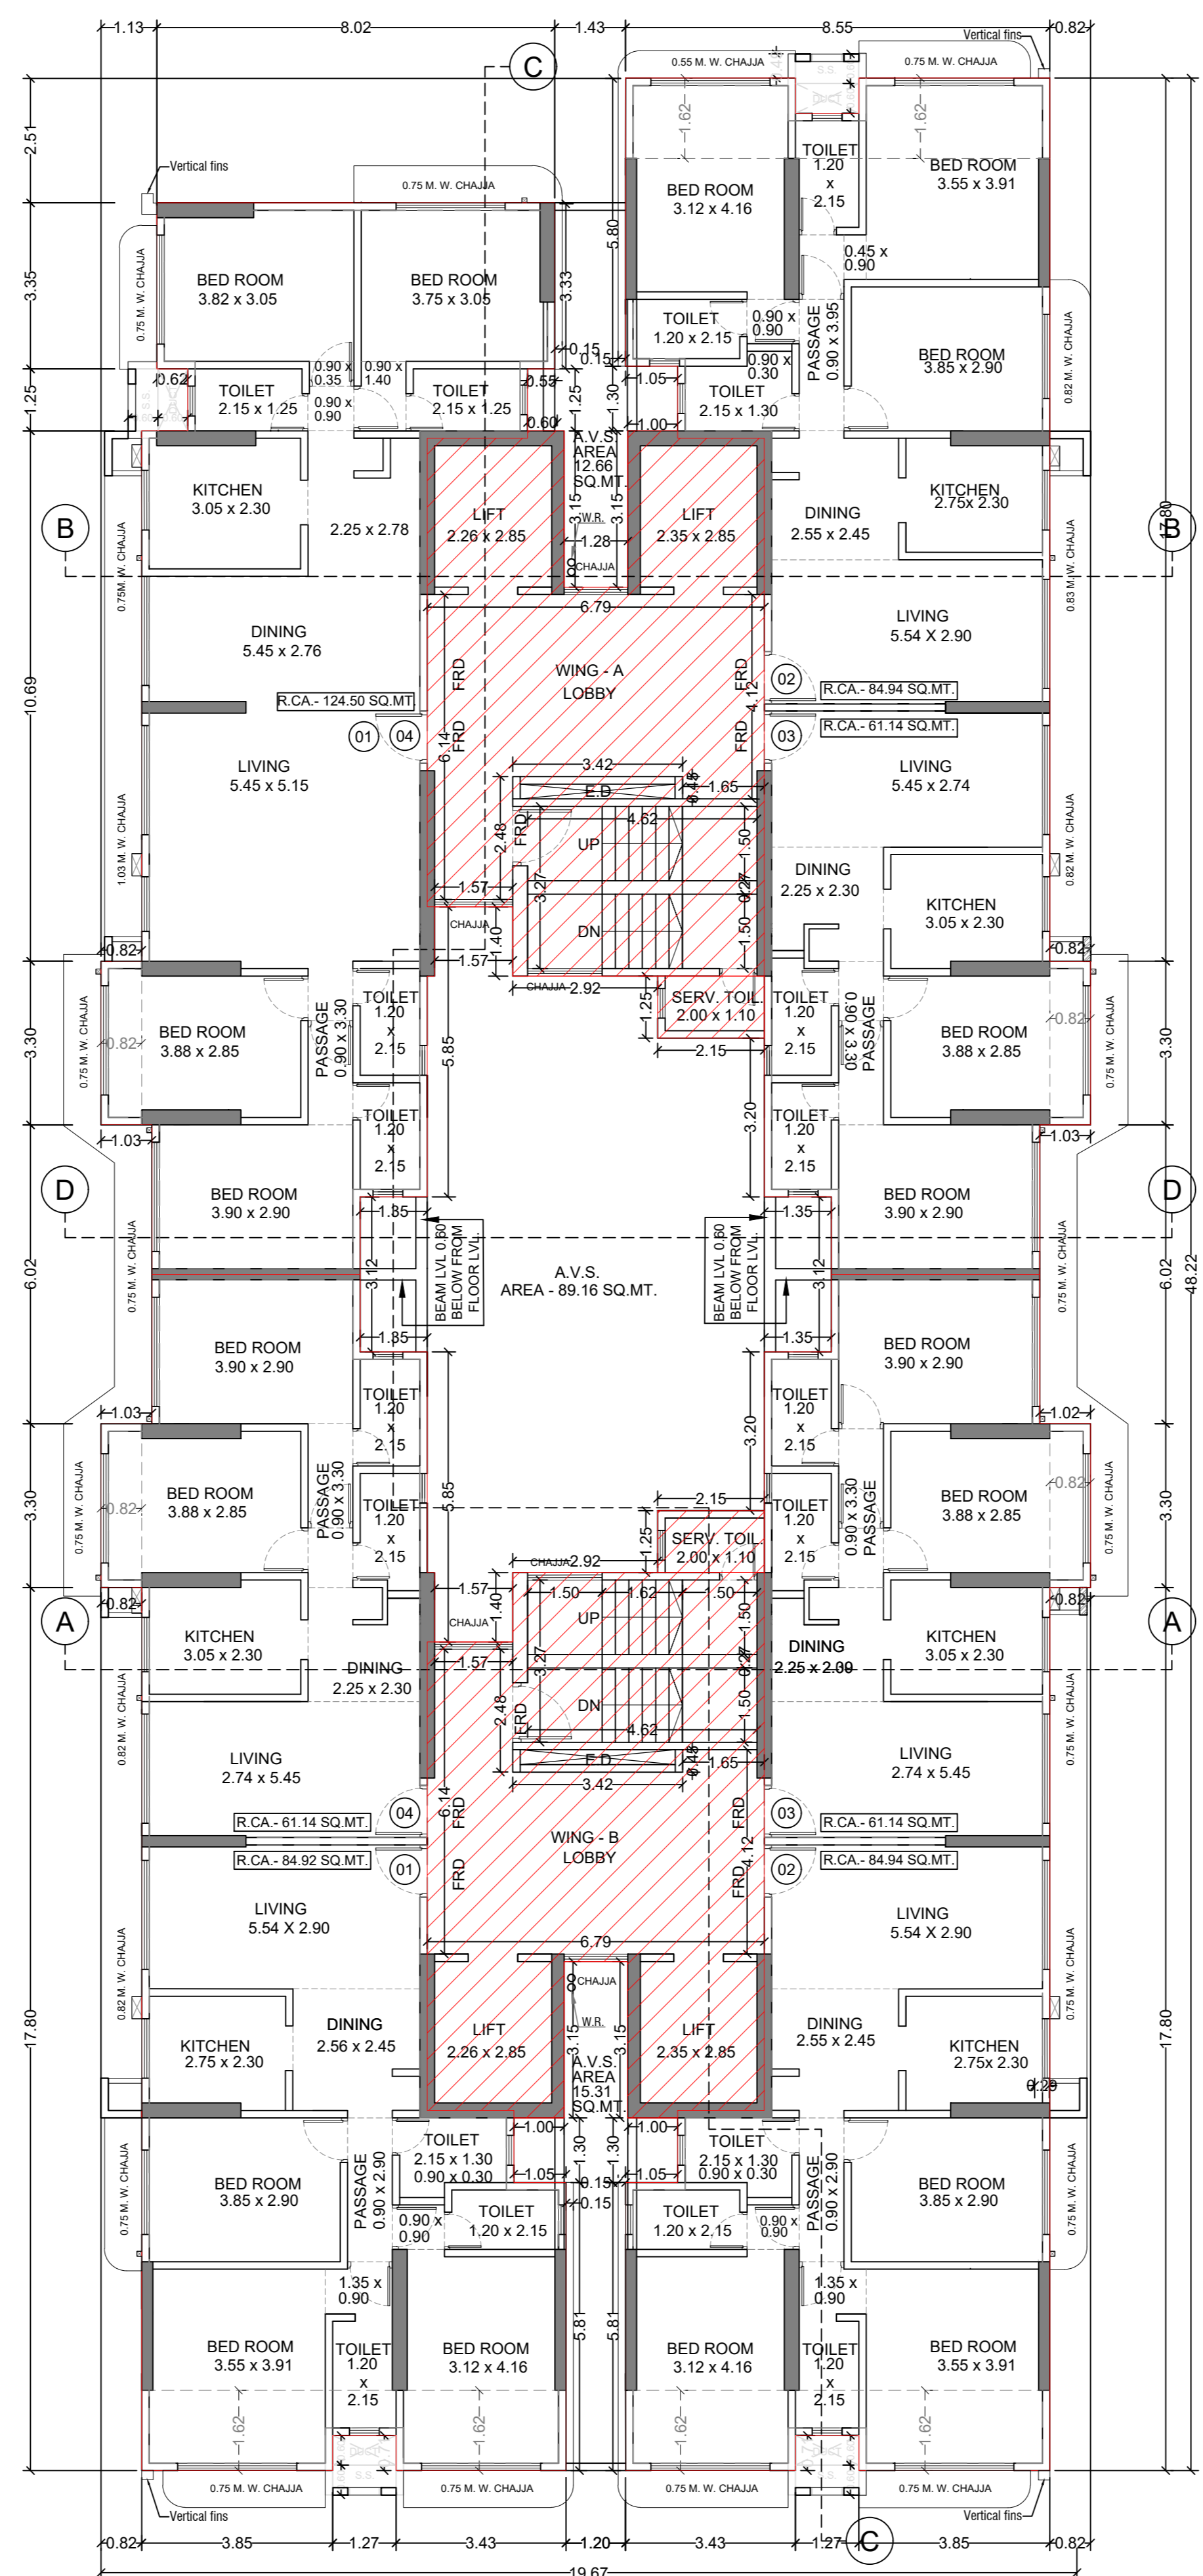 1.13
8.02
1.43
8.55
0.82
Vertical fins
C
0.55 M. W. CHAJJA
0.75 M. W. CHAJJA
S.S.
DUCT
2.51
1.62
1.62
Vertical fins
TOILET
1.20
x
2.15
BED ROOM
3.55 x 3.91
0.75 M. W. CHAJJA
BED ROOM
3.12 x 4.16
5.80
0.45 x
0.90
3.35
0.75 M. W. CHAJJA
BED ROOM
3.82 x 3.05
BED ROOM
3.75 x 3.05
3.33
TOILET
1.20 x 2.15
0.90 x
0.90
PASSAGE
0.90 x 3.95
0.15
0.15
BED ROOM
3.85 x 2.90
0.82 M. W. CHAJJA
0.90 x
0.30
0.62
0.90 x
0.35
0.90 x
1.40
0.55
1.05
1.25
S.S.
TOILET
2.15 x 1.25
0.90 x
0.90
TOILET
2.15 x 1.25
1.25
1.30
TOILET
2.15 x 1.30
0.60
1.00
A.V.S.
AREA
12.66
SQ.MT.
KITCHEN
3.05 x 2.30
KITCHEN
2.75x 2.30
B
2.25 x 2.78
LIFT
2.26 x 2.85
3.15
W.R.
3.15
LIFT
2.35 x 2.85
DINING
2.55 x 2.45
17.80
B
1.28
CHAJJA
0.75M. W. CHAJJA
0.83 M. W. CHAJJA
6.79
DINING
5.45 x 2.76
LIVING
5.54 X 2.90
10.69
FRD
WING - A
LOBBY
FRD
4.12
02
R.CA.- 124.50 SQ.MT.
R.CA.- 84.94 SQ.MT.
01
04
FRD
FRD
03
R.CA.- 61.14 SQ.MT.
6.14
LIVING
5.45 x 5.15
LIVING
5.45 x 2.74
3.42
E.D
0.45
1.65
1.03 M. W. CHAJJA
2.48
FRD
4.62
UP
1.50
0.82 M. W. CHAJJA
DINING
2.25 x 2.30
1.57
3.27
0.27
KITCHEN
3.05 x 2.30
CHAJJA
1.40
DN
1.50
0.82
1.57
0.82
CHAJJA
2.92
3.30
0.75 M. W. CHAJJA
0.82
BED ROOM
3.88 x 2.85
PASSAGE
0.90 x 3.30
TOILET
1.20
x
2.15
5.85
1.25
SERV. TOIL.
2.00 x 1.10
2.15
TOILET
1.20
x
2.15
PASSAGE
0.90 x 3.30
BED ROOM
3.88 x 2.85
0.82
0.75 M. W. CHAJJA
3.30
1.03
TOILET
1.20
x
2.15
3.20
TOILET
1.20
x
2.15
1.03
D
BED ROOM
3.90 x 2.90
BED ROOM
3.90 x 2.90
D
1.35
1.35
6.02
0.75 M. W. CHAJJA
3.12
BEAM LVL 0.60
BELOW FROM
FLOOR LVL.
A.V.S.
AREA - 89.16 SQ.MT.
BEAM LVL 0.60
BELOW FROM
FLOOR LVL.
3.12
0.75 M. W. CHAJJA
6.02
48.22
1.35
1.35
BED ROOM
3.90 x 2.90
BED ROOM
3.90 x 2.90
1.03
TOILET
1.20
x
2.15
5.85
3.20
TOILET
1.20
x
2.15
1.02
3.30
0.75 M. W. CHAJJA
0.82
BED ROOM
3.88 x 2.85
PASSAGE
0.90 x 3.30
TOILET
1.20
x
2.15
2.15
1.25
SERV. TOIL.
2.00 x 1.10
TOILET
1.20
x
2.15
0.90 x 3.30
PASSAGE
BED ROOM
3.88 x 2.85
0.82
0.75 M. W. CHAJJA
3.30
CHAJJA
2.92
0.82
1.57
1.50
1.62
1.50
0.82
A
KITCHEN
3.05 x 2.30
CHAJJA
1.40
UP
1.50
KITCHEN
3.05 x 2.30
A
DINING
2.25 x 2.30
1.57
3.27
0.27
DINING
0.82 M. W. CHAJJA
2.48
FRD
DN
4.62
1.50
0.75 M. W. CHAJJA
LIVING
2.74 x 5.45
E.D
0.45
1.65
LIVING
2.74 x 5.45
3.42
R.CA.- 61.14 SQ.MT.
04
6.14
FRD
FRD
03
R.CA.- 61.14 SQ.MT.
WING - B
LOBBY
4.12
R.CA.- 84.92 SQ.MT.
01
FRD
FRD
02
R.CA.- 84.94 SQ.MT.
LIVING
5.54 X 2.90
LIVING
5.54 X 2.90
6.79
0.82 M. W. CHAJJA
CHAJJA
0.75 M. W. CHAJJA
17.80
KITCHEN
2.75 x 2.30
DINING
2.56 x 2.45
LIFT
2.26 x 2.85
W.R.
3.15
3.15
LIFT
2.35 x 2.85
DINING
2.55 x 2.45
KITCHEN
2.75x 2.30
17.80
A.V.S.
AREA
15.31
SQ.MT.
0.29
1.00
1.00
0.75 M. W. CHAJJA
BED ROOM
3.85 x 2.90
PASSAGE
0.90 x 2.90
TOILET
2.15 x 1.30
0.90 x 0.30
1.05
1.30
1.30
1.05
TOILET
2.15 x 1.30
0.90 x 0.30
PASSAGE
0.90 x 2.90
BED ROOM
3.85 x 2.90
0.75 M. W. CHAJJA
0.15
0.15
0.90 x
0.90
TOILET
1.20 x 2.15
TOILET
1.20 x 2.15
0.90 x
0.90
1.35 x
0.90
1.35 x
0.90
BED ROOM
3.55 x 3.91
TOILET
1.20
x
2.15
BED ROOM
3.12 x 4.16
5.81
5.81
BED ROOM
3.12 x 4.16
TOILET
1.20
x
2.15
BED ROOM
3.55 x 3.91
1.62
1.62
1.62
1.62
S.S.
S.S.
0.75 M. W. CHAJJA
0.75 M. W. CHAJJA
0.75 M. W. CHAJJA
0.75 M. W. CHAJJA
Vertical fins
Vertical fins
0.82
3.85
1.27
3.43
1.20
3.43
1.27
C
3.85
0.82
19.67